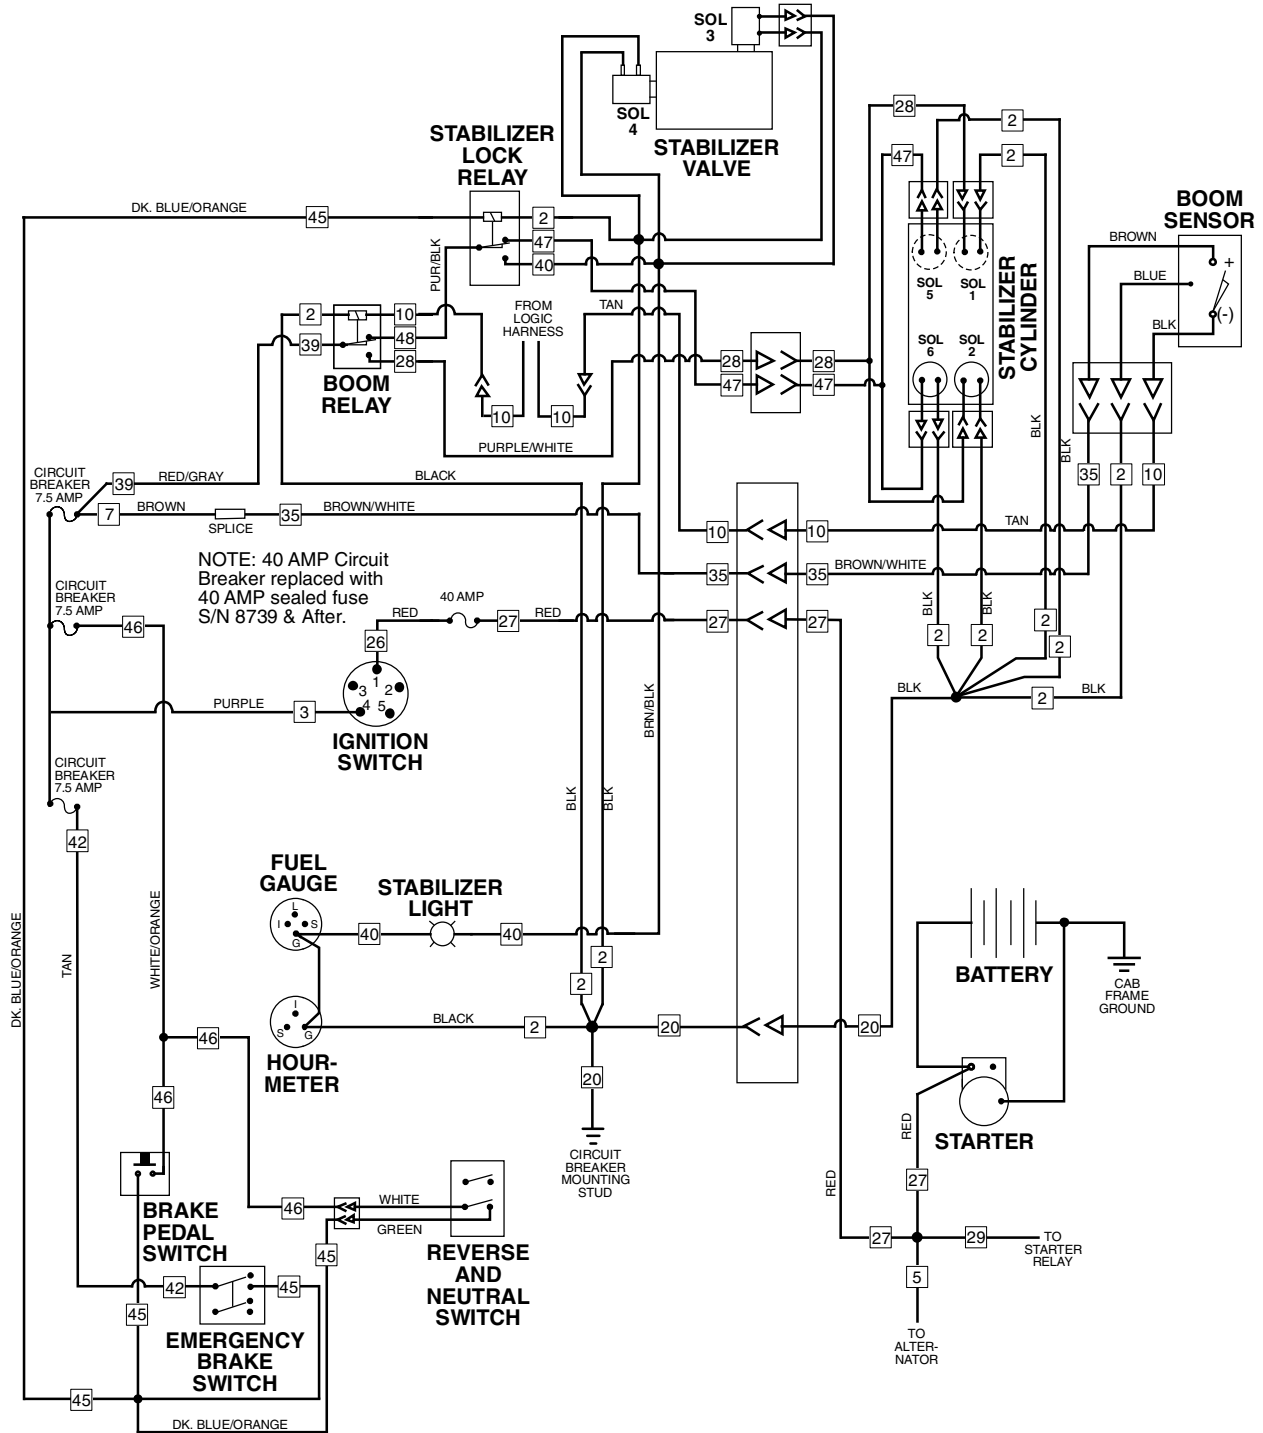 SOL
3
SOL
4
STABILIZER
VALVE
STABILIZER
LOCK
RELAY
28
2
47
2
BOOM
SENSOR
DK. BLUE/ORANGE
45
2
47
40
PUR/BLK
BROWN
+
BLUE
(-)
BLK
SOL
5
SOL
1
SOL
6
SOL
2
STABILIZER
CYLINDER
FROM
LOGIC
HARNESS
TAN
2
10
39
48
28
BOOM
RELAY
10
10
28
28
47
47
PURPLE/WHITE
BLK
BLK
CIRCUIT
BREAKER
7.5 AMP
39
RED/GRAY
BLACK
35
2
10
7
BROWN
SPLICE
35
BROWN/WHITE
10
10
TAN
NOTE: 40 AMP Circuit
Breaker replaced with
40 AMP sealed fuse
S/N 8739 & After.
35
35
BROWN/WHITE
CIRCUIT
BREAKER
7.5 AMP
46
40 AMP
RED
27
RED
27
27
BLK
BLK
26
2
2
2
2
1
3
2
4
5
IGNITION
SWITCH
PURPLE
3
BLK
2
BLK
BRN/BLK
CIRCUIT
BREAKER
7.5 AMP
42
BLK
BLK
FUEL
GAUGE
STABILIZER
LIGHT
L
I
S
G
40
40
DK. BLUE/ORANGE
TAN
WHITE/ORANGE
2
2
BATTERY
CAB
FRAME
GROUND
I
S
G
BLACK
2
20
20
HOUR-
METER
46
46
20
STARTER
RED
CIRCUIT
BREAKER
MOUNTING
STUD
RED
27
BRAKE
PEDAL
SWITCH
46
WHITE
GREEN
45
REVERSE
AND
NEUTRAL
SWITCH
27
29
TO
STARTER
RELAY
5
42
45
45
EMERGENCY
BRAKE
SWITCH
TO
ALTER-
NATOR
45
DK. BLUE/ORANGE